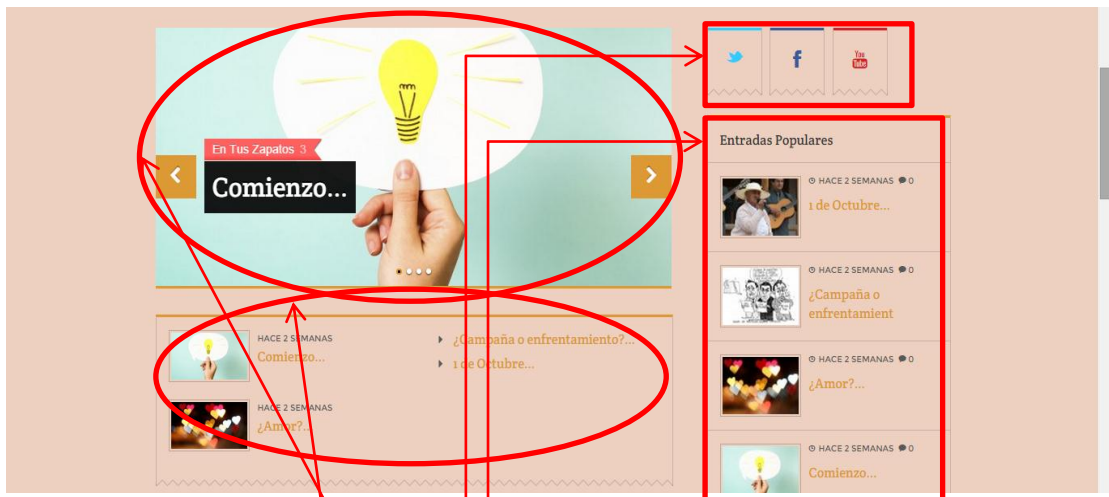 En Tus Zapatos 3
Comienzo...
HACE 2 SEMANAS
Comienzo...
HACE 2 SEMANAS
¿Amor?...
¿Campaña o enfrentamiento?...
1 de Octubre...
f
You
Tube
Entradas Populares
HACE 2 SEMANAS 0
1 de Octubre...
HACE 2 SEMANAS 0
¿Campaña o
enfrentamient
HACE 2 SEMANAS 0
¿Amor?...
HACE 2 SEMANAS 0
Comienzo...